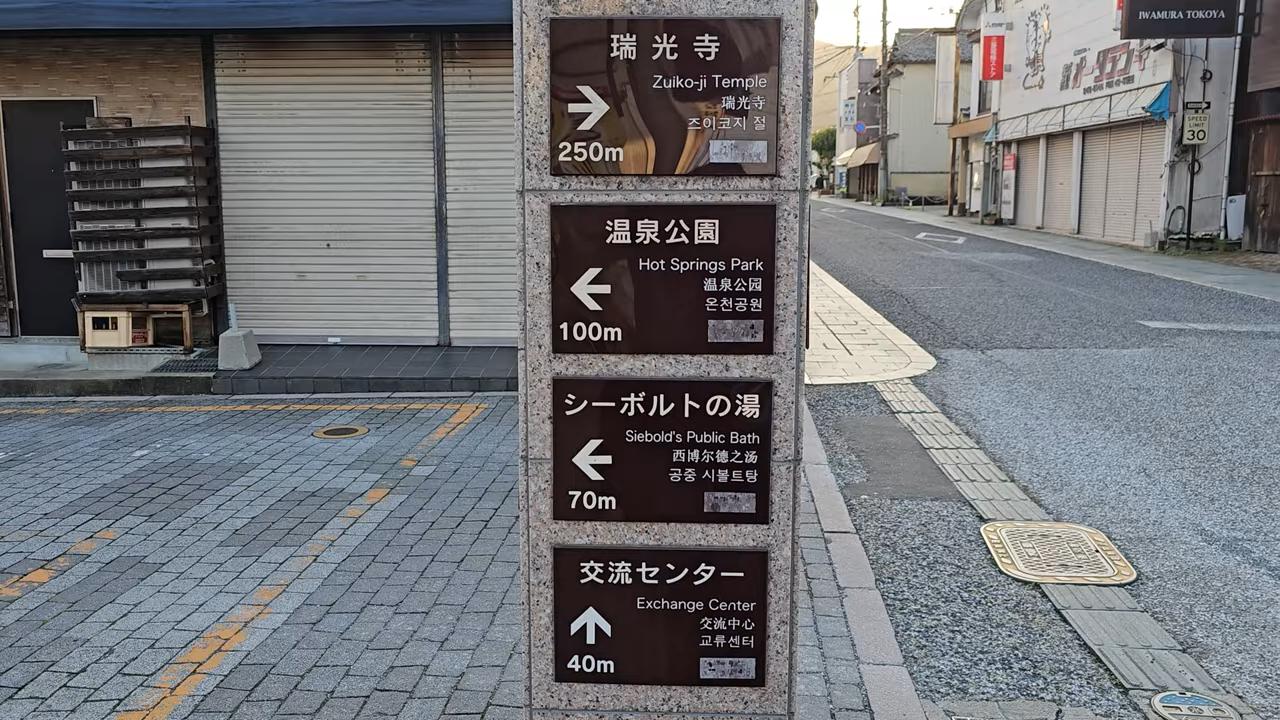 瑞光寺
Zuiko-ji Temple
瑠光寺
즈이코지 절
250m
温泉公園
Hot Springs Park
温泉公园
온천공원
100m
シーボルトの湯
Siebold's Public Bath
西博尔德之汤
공중 시볼트탕
70m
交流センター
Exchange Center
交流中心
교류센터
40m
IWAMURA TOKOYA
SPEED
LIMIT
30